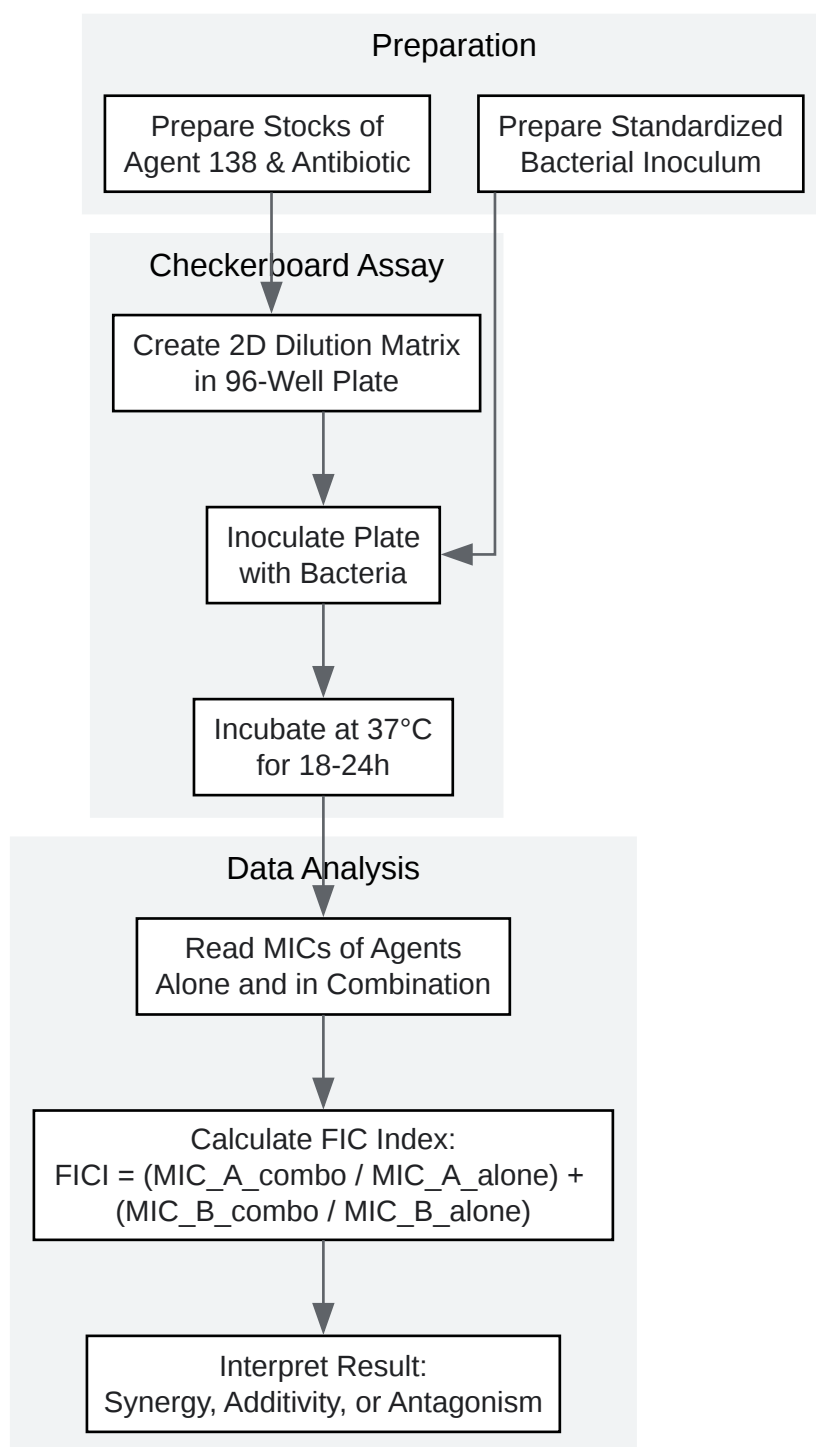 Preparation
Prepare Stocks of
Agent 138 & Antibiotic
Prepare Standardized
Bacterial Inoculum
Checkerboard Assay
Create 2D Dilution Matrix
in 96-Well Plate
Inoculate Plate
with Bacteria
Incubate at 37°C
for 18-24h
Data Analysis
Read MICs of Agents
Alone and in Combination
Calculate FIC Index:
FICI = (MIC_A_combo / MIC_A_alone) +
(MIC_B_combo / MIC_B_alone)
Interpret Result:
Synergy, Additivity, or Antagonism